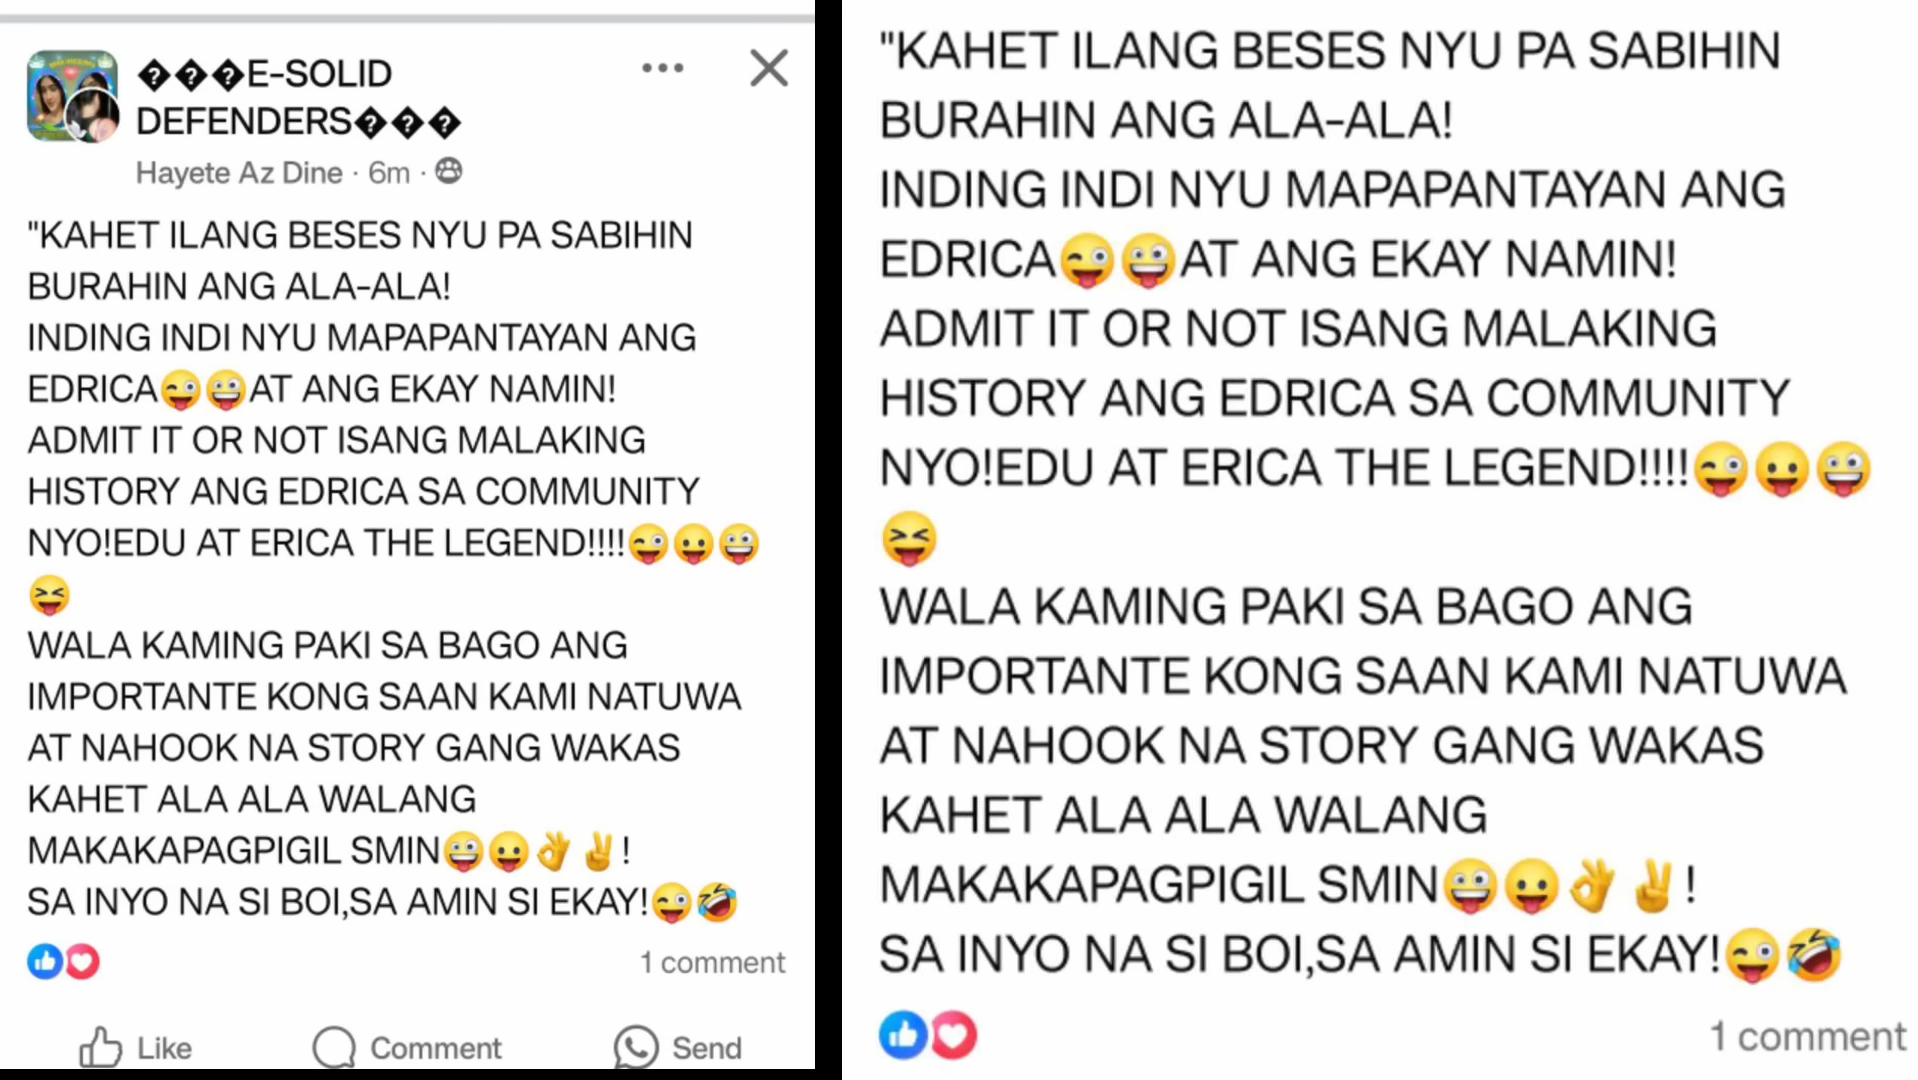 ���E-SOLID
DEFENDERS���
Hayete Az Dine · 6m ·
"KAHET ILANG BESES NYU PA SABIHIN
BURAHIN ANG ALA-ALA!
INDING INDI NYU MAPAPANTAYAN ANG
EDRICA😜🤪AT ANG EKAY NAMIN!
ADMIT IT OR NOT ISANG MALAKING
HISTORY ANG EDRICA SA COMMUNITY
NYO!EDU AT ERICA THE LEGEND!!!!😜😛🤪
😝
WALA KAMING PAKI SA BAGO ANG
IMPORTANTE KONG SAAN KAMI NATUWA
AT NAHOOK NA STORY GANG WAKAS
KAHET ALA ALA WALANG
MAKAKAPAGPIGIL SMIN🤪😛👌✌!
SA INYO NA SI BOI,SA AMIN SI EKAY!😜🤣
1 comment
Like Comment Send
"KAHET ILANG BESES NYU PA SABIHIN
BURAHIN ANG ALA-ALA!
INDING INDI NYU MAPAPANTAYAN ANG
EDRICA😜🤪AT ANG EKAY NAMIN!
ADMIT IT OR NOT ISANG MALAKING
HISTORY ANG EDRICA SA COMMUNITY
NYO!EDU AT ERICA THE LEGEND!!!!😜😛🤪
😝
WALA KAMING PAKI SA BAGO ANG
IMPORTANTE KONG SAAN KAMI NATUWA
AT NAHOOK NA STORY GANG WAKAS
KAHET ALA ALA WALANG
MAKAKAPAGPIGIL SMIN🤪😛👌✌!
SA INYO NA SI BOI,SA AMIN SI EKAY!😜🤣
1 comment